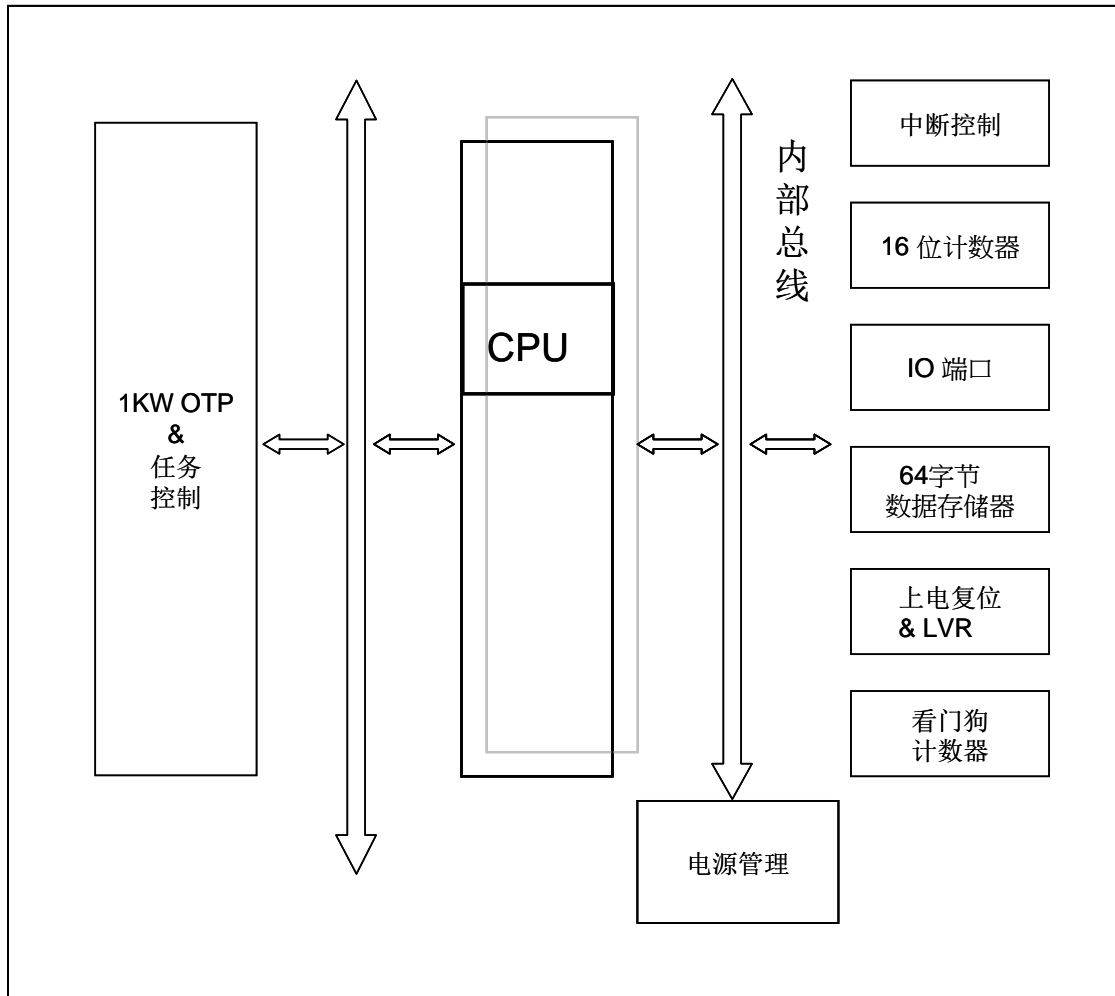 1KW OTP
&
任务
控制
CPU
内部总线
中断控制
16 位计数器
IO 端口
64字节
数据存储器
上电复位
& LVR
看门狗
计数器
电源管理